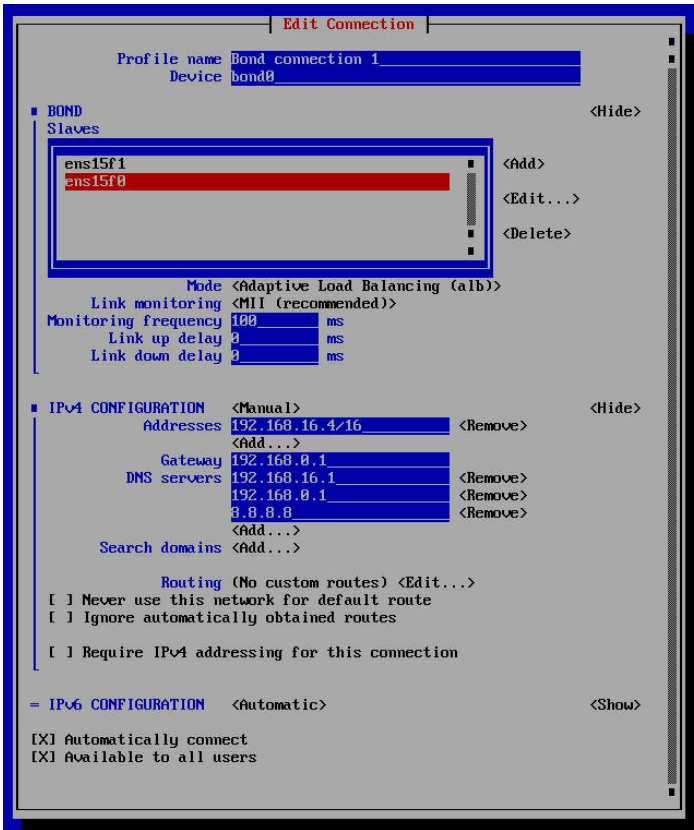 Edit Connection
Profile name Bond connection 1
Device bond0
BOND <Hide>
Slaves
ens15f1 <Add>
ens15f0
<Edit...>
<Delete>
Mode <Adaptive Load Balancing (alb)>
Link monitoring <MII (recommended)>
Monitoring frequency 100 ms
Link up delay 0 ms
Link down delay 0 ms
IPv4 CONFIGURATION <Manual> <Hide>
Addresses 192.168.16.4/16 <Remove>
<Add...>
Gateway 192.168.0.1
DNS servers 192.168.16.1 <Remove>
192.168.0.1 <Remove>
8.8.8.8 <Remove>
<Add...>
Search domains <Add...>
Routing (No custom routes) <Edit...>
[ ] Never use this network for default route
[ ] Ignore automatically obtained routes
[ ] Require IPv4 addressing for this connection
= IPv6 CONFIGURATION <Automatic> <Show>
[X] Automatically connect
[X] Available to all users